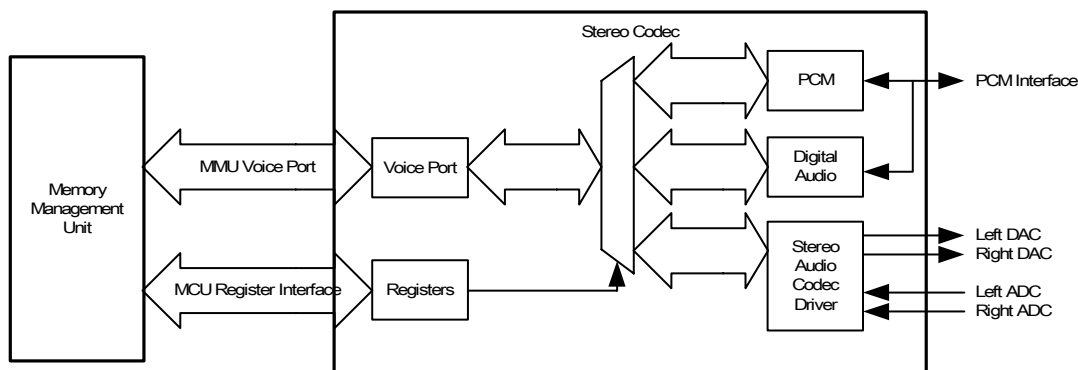 Stereo Codec
PCM
PCM Interface
MMU Voice Port
Voice Port
Digital
Audio
Memory
Management
Unit
Stereo
Audio
Codec
Driver
Left DAC
Right DAC
MCU Register Interface
Registers
Left ADC
Right ADC